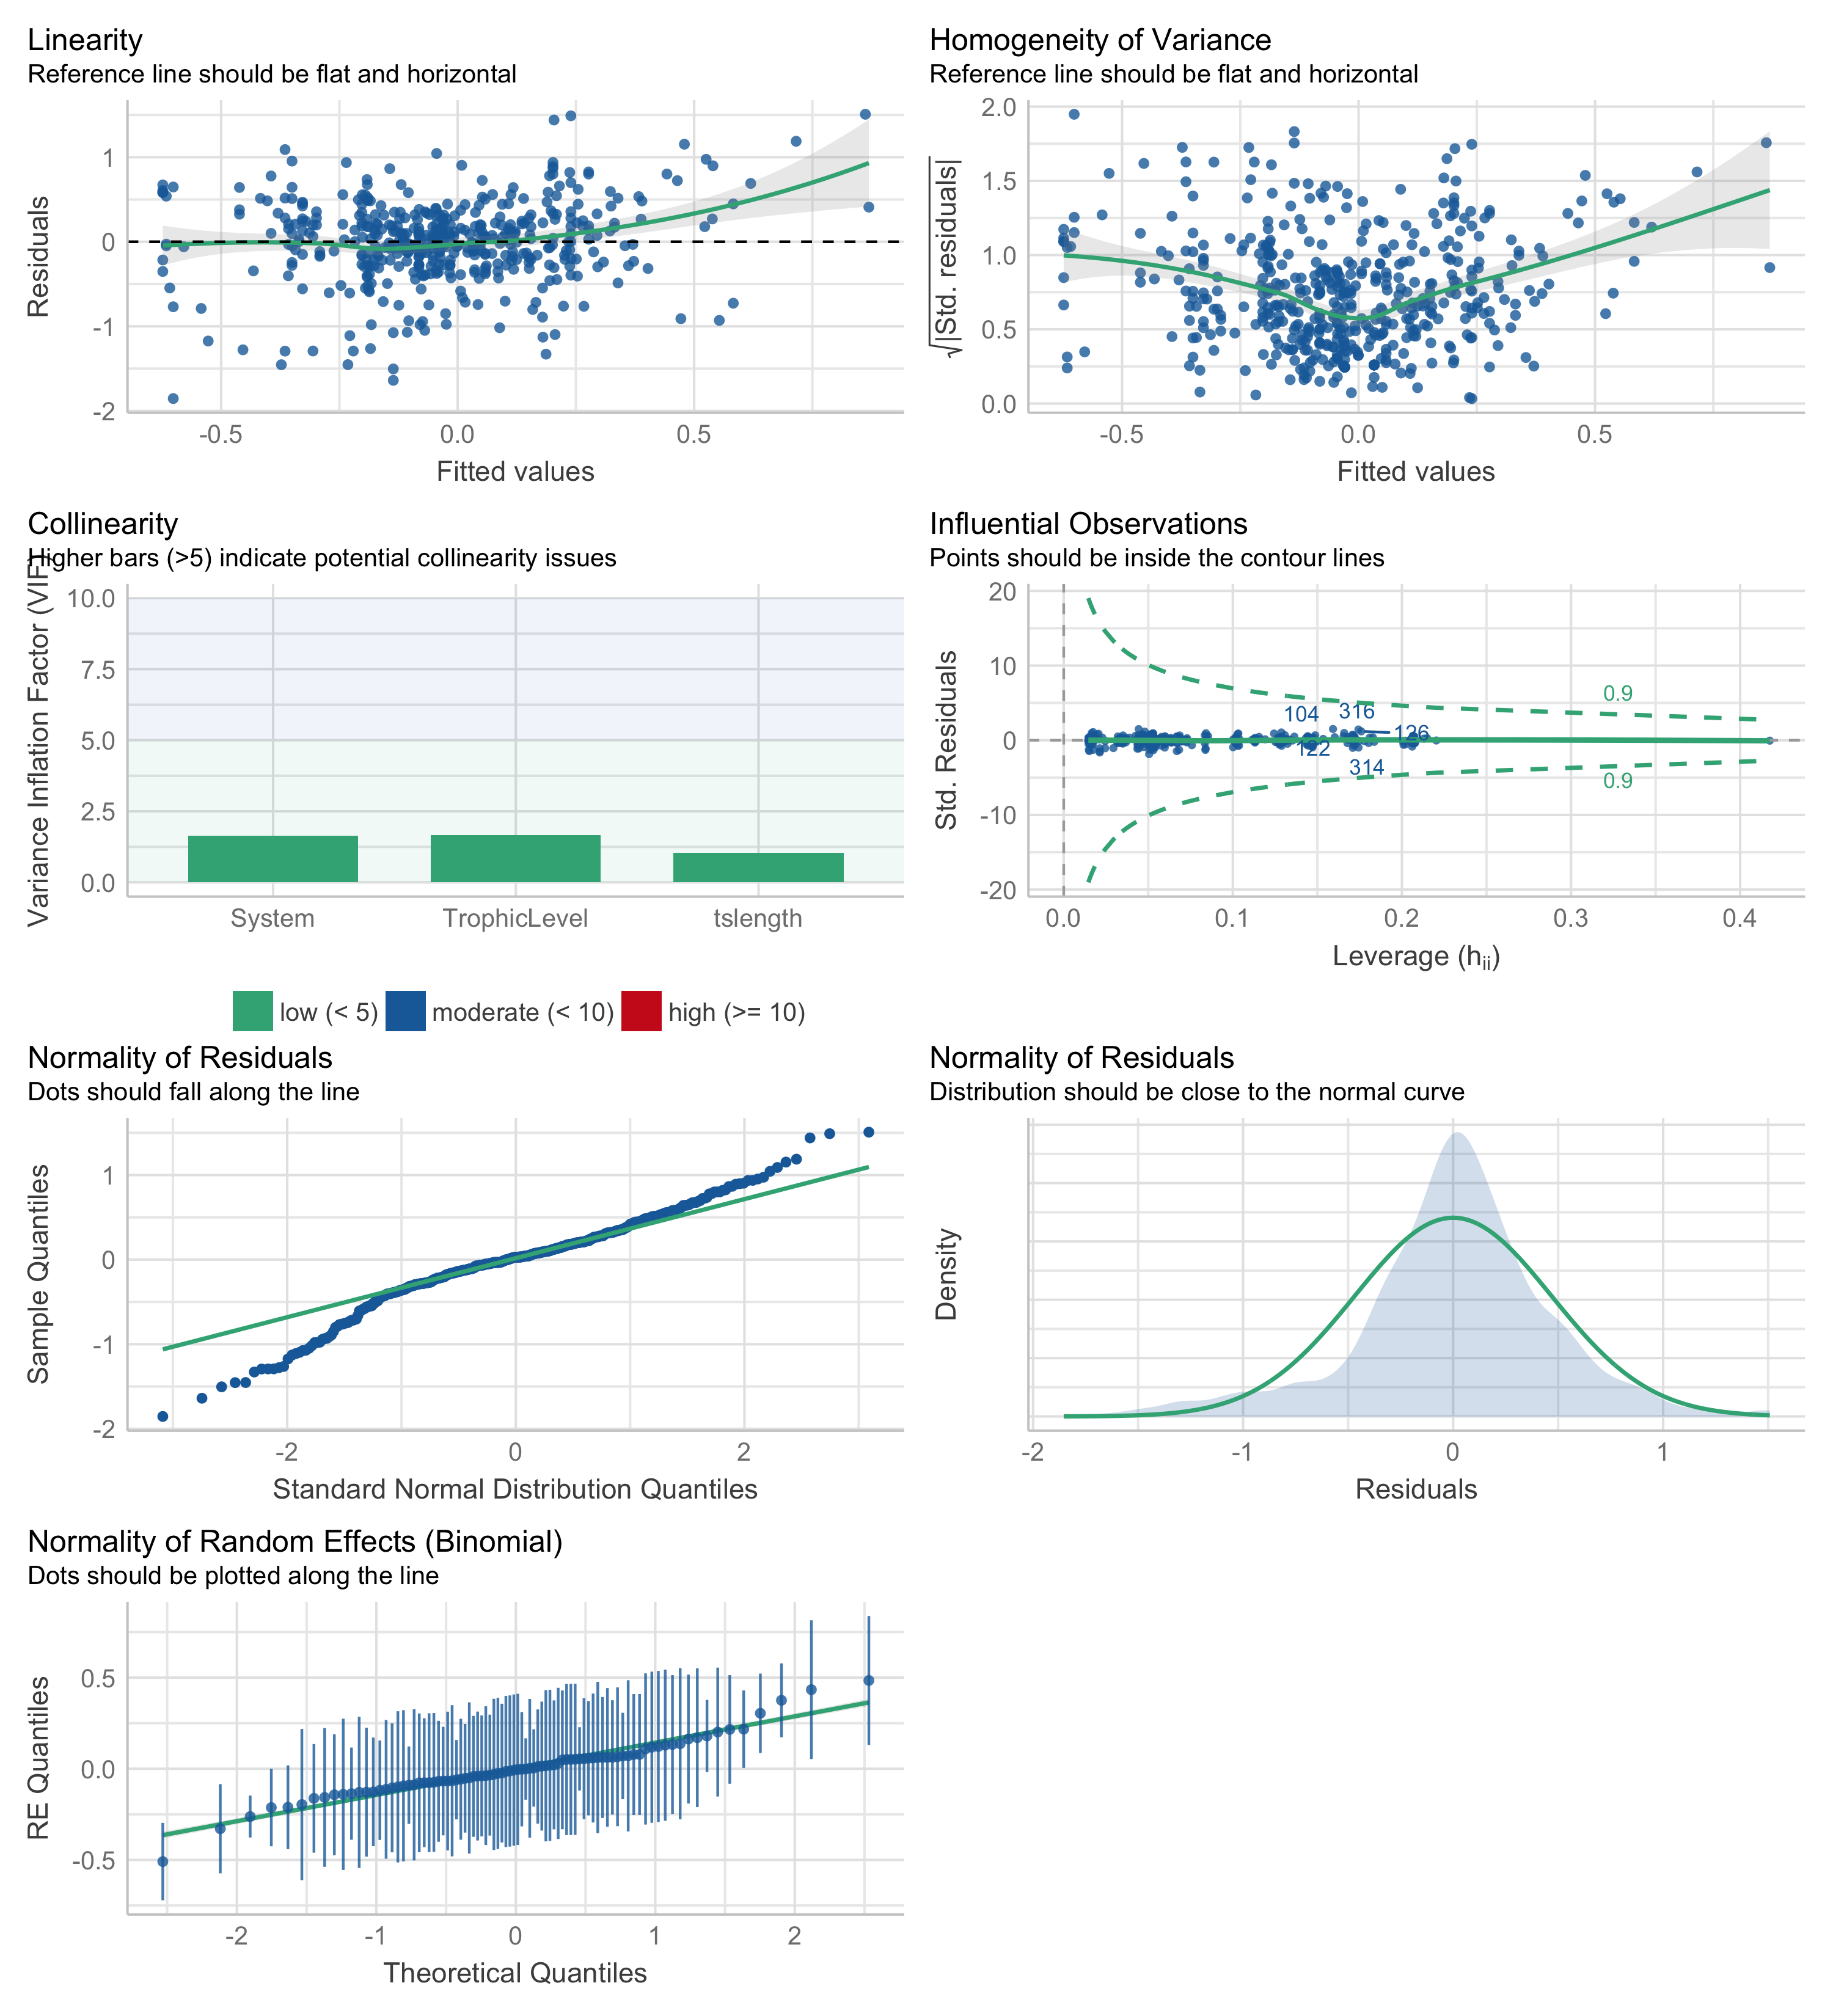 Linearity
Reference line should be flat and horizontal
Residuals
1
0
-1
-2
-0.5
0.0
0.5
Fitted values
Homogeneity of Variance
Reference line should be flat and horizontal
√|Std. residuals|
2.0
1.5
1.0
0.5
0.0
-0.5
0.0
0.5
Fitted values
Collinearity
Higher bars (>5) indicate potential collinearity issues
Variance Inflation Factor (VIF)
10.0
7.5
5.0
2.5
0.0
System
TrophicLevel
tslength
low (< 5)
moderate (< 10)
high (>= 10)
Influential Observations
Points should be inside the contour lines
Std. Residuals
20
10
0
-10
-20
0.9
104
316
126
122
314
0.9
0.0
0.1
0.2
0.3
0.4
Leverage (hii)
Normality of Residuals
Dots should fall along the line
Sample Quantiles
1
0
-1
-2
-2
0
2
Standard Normal Distribution Quantiles
Normality of Residuals
Distribution should be close to the normal curve
Density
-2
-1
0
1
Residuals
Normality of Random Effects (Binomial)
Dots should be plotted along the line
RE Quantiles
0.5
0.0
-0.5
-2
-1
0
1
2
Theoretical Quantiles